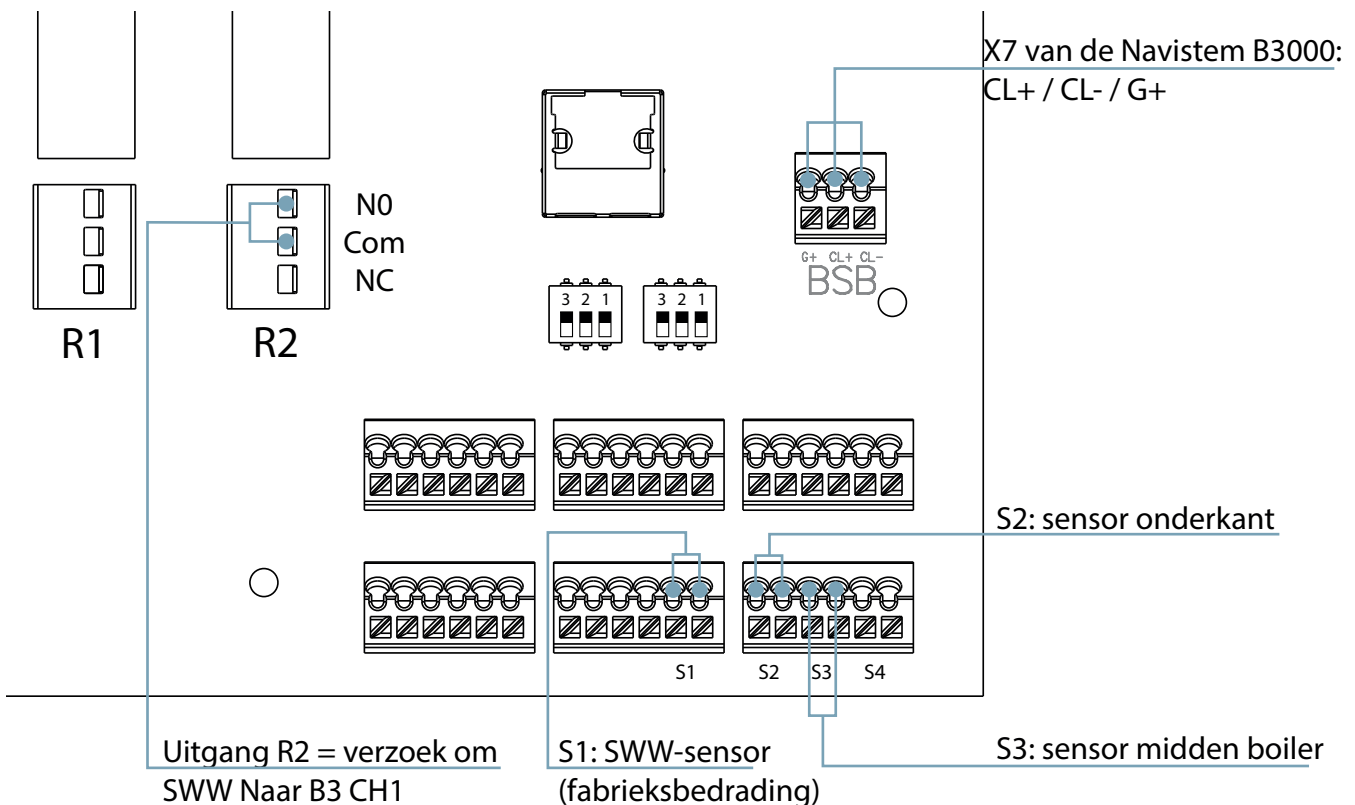 X7 van de Navistem B3000:
CL+ / CL- / G+
N0
Com
NC
R1
R2
G+ CL+ CL-
BSB
3 2 1
3 2 1
S2: sensor onderkant
S1
S2
S3
S4
Uitgang R2 = verzoek om
SWW Naar B3 CH1
S1: SWW-sensor
(fabrieksbedrading)
S3: sensor midden boiler